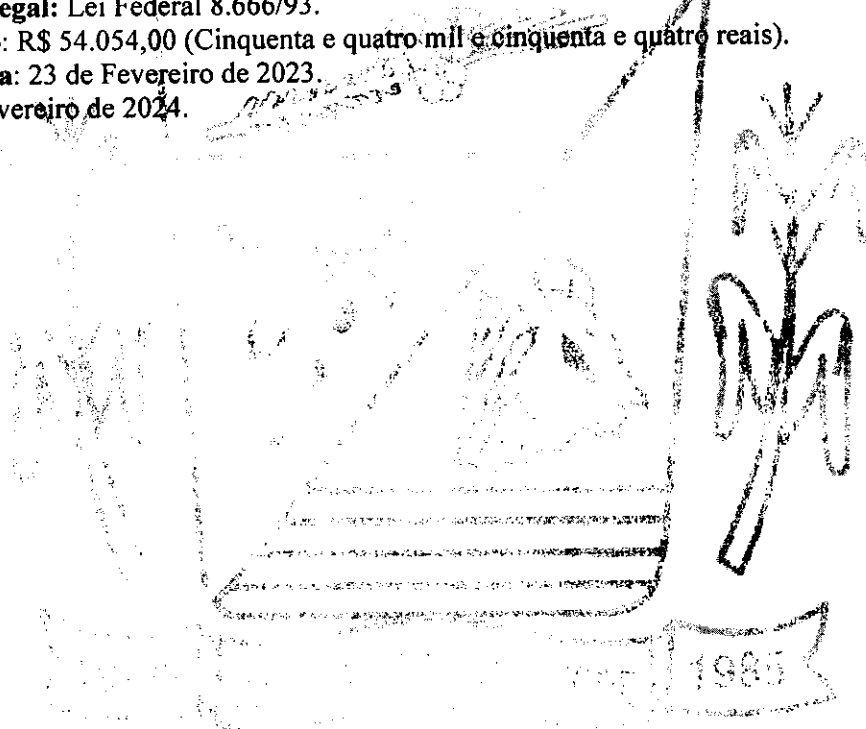 egal: Lei Federal 8.666/93.
: R$ 54.054,00 (Cinquenta e quatro mil e cinquenta e quatro reais).
a: 23 de Fevereiro de 2023.
vereiro de 2024.
1985